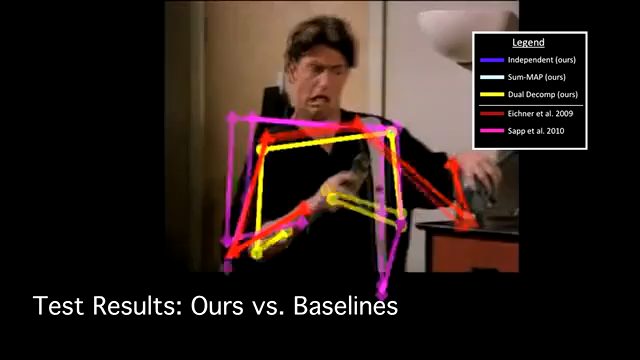 Legend
Independent (ours)
Sum-MAP (ours)
Dual Decomp (ours)
Eichner et al. 2009
Sapp et al. 2010
Test Results: Ours vs. Baselines